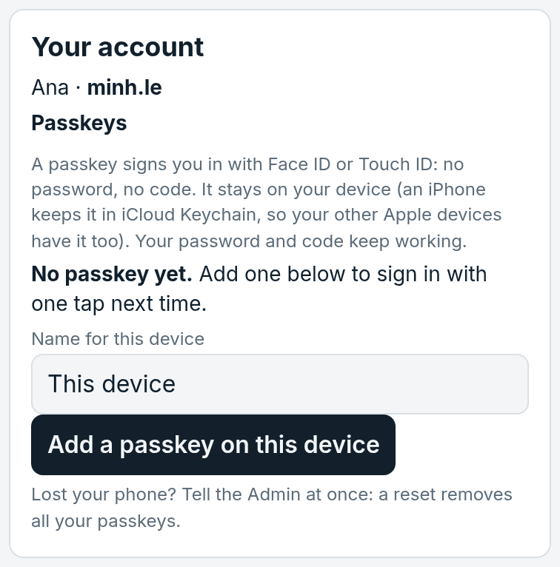 Your account
Ana · minh.le
Passkeys
A passkey signs you in with Face ID or Touch ID: no
password, no code. It stays on your device (an iPhone
keeps it in iCloud Keychain, so your other Apple devices
have it too). Your password and code keep working.
No passkey yet. Add one below to sign in with
one tap next time.
Name for this device
This device
Add a passkey on this device
Lost your phone? Tell the Admin at once: a reset removes
all your passkeys.